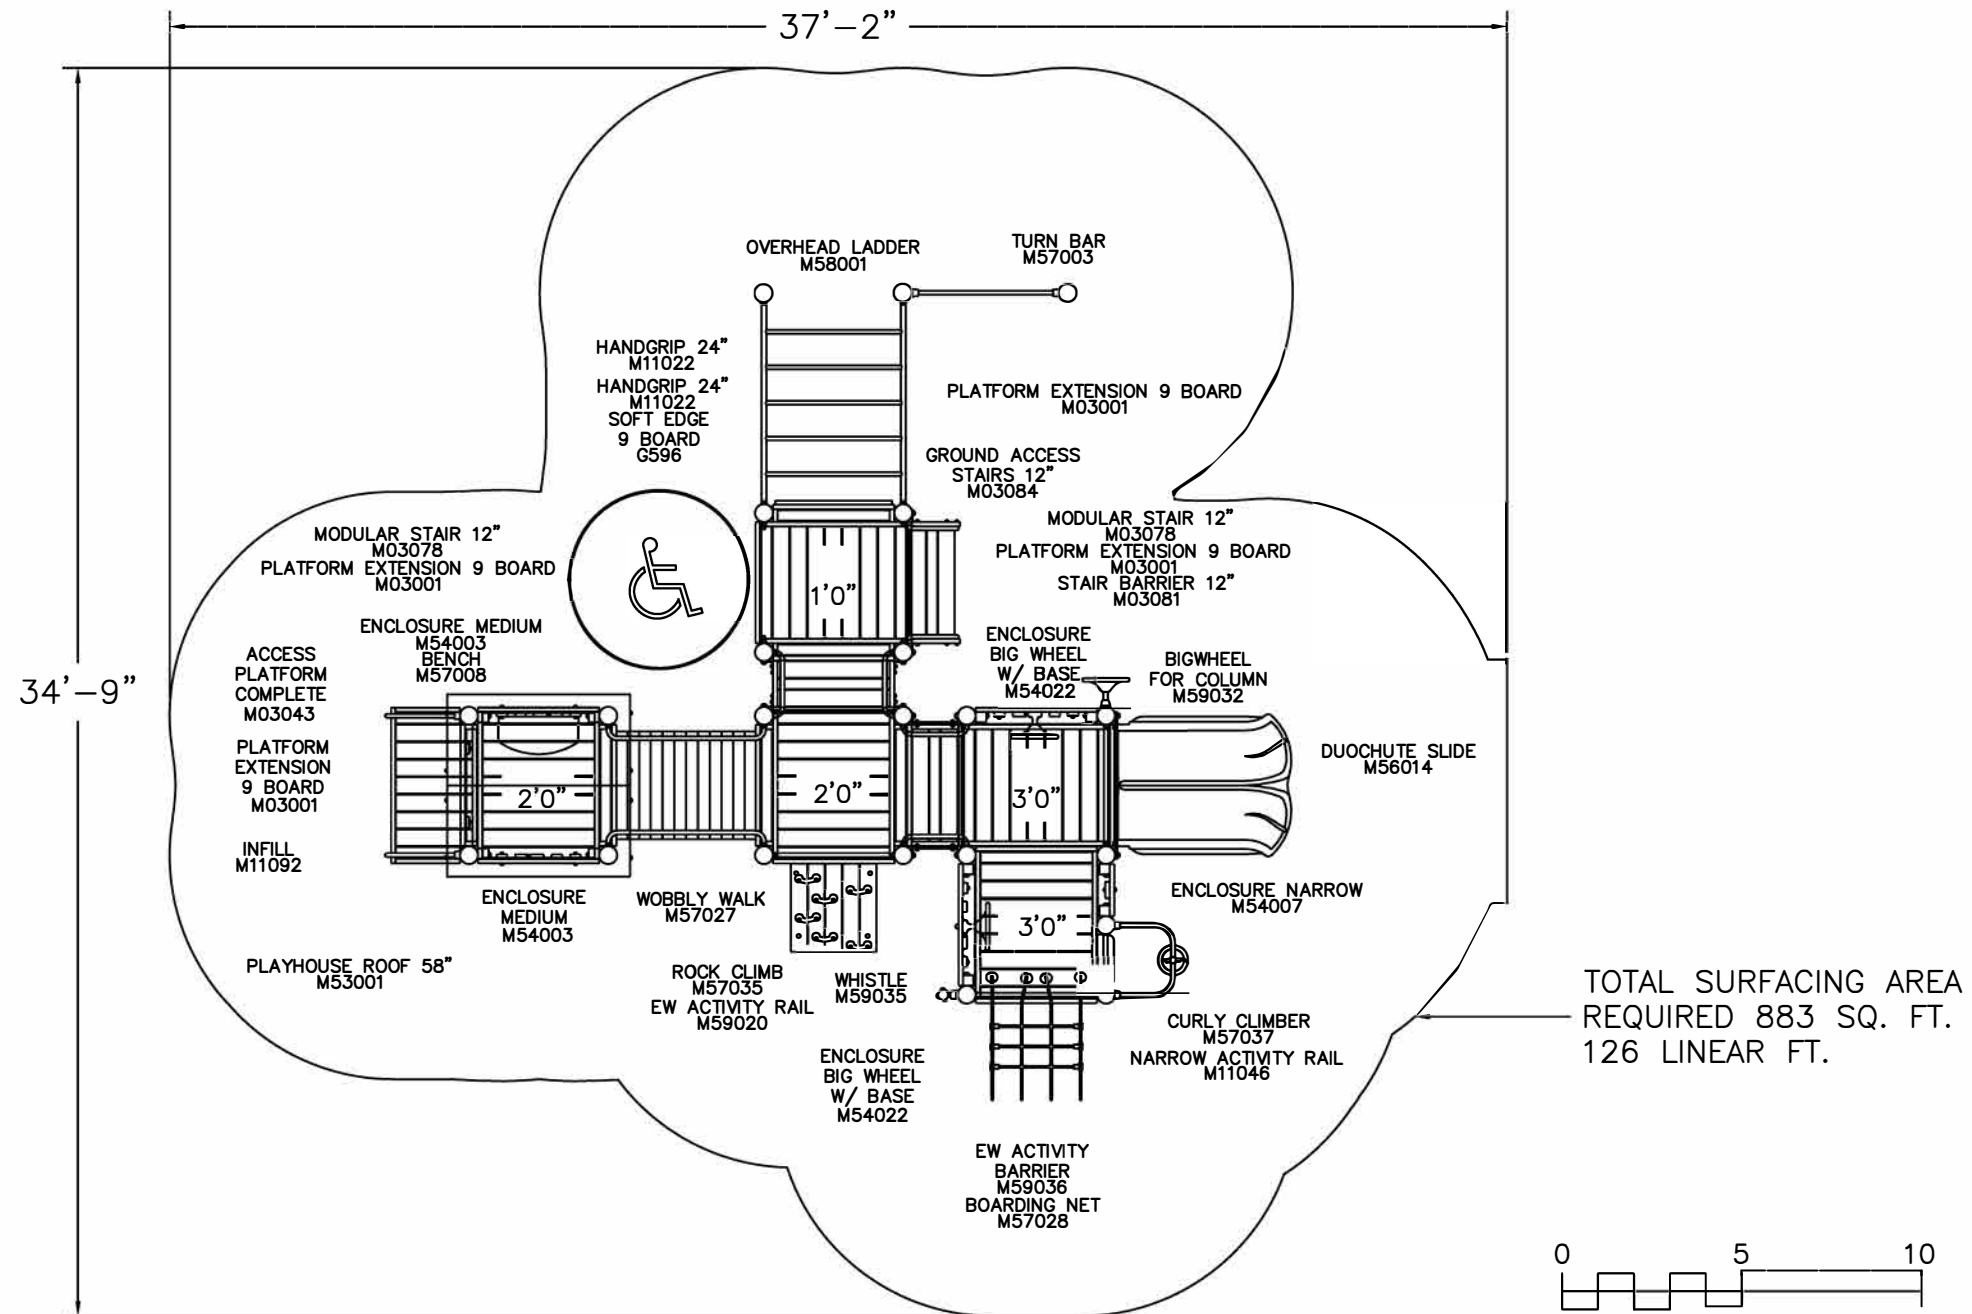 37'-2"
OVERHEAD LADDER
M58001
TURN BAR
M57003
HANDGRIP 24"
M11022
HANDGRIP 24"
M11022
SOFT EDGE
9 BOARD
G596
PLATFORM EXTENSION 9 BOARD
M03001
GROUND ACCESS
STAIRS 12"
M03084
MODULAR STAIR 12"
M03078
PLATFORM EXTENSION 9 BOARD
M03001
MODULAR STAIR 12"
M03078
PLATFORM EXTENSION 9 BOARD
M03001
STAIR BARRIER 12"
M03081
1'0"
ENCLOSURE MEDIUM
M54003
BENCH
M57008
ACCESS
PLATFORM
COMPLETE
M03043
ENCLOSURE
BIG WHEEL
W/ BASE
M54022
BIGWHEEL
FOR COLUMN
M59032
34'-9"
PLATFORM
EXTENSION
9 BOARD
M03001
2'0"
2'0"
3'0"
DUOCHUTE SLIDE
M56014
INFILL
M11092
ENCLOSURE
MEDIUM
M54003
WOBBLY WALK
M57027
3'0"
ENCLOSURE NARROW
M54007
PLAYHOUSE ROOF 58"
M53001
ROCK CLIMB
M57035
EW ACTIVITY RAIL
M59020
WHISTLE
M59035
CURLY CLIMBER
M57037
NARROW ACTIVITY RAIL
M11046
ENCLOSURE
BIG WHEEL
W/ BASE
M54022
TOTAL SURFACING AREA
REQUIRED 883 SQ. FT.
126 LINEAR FT.
EW ACTIVITY
BARRIER
M59036
BOARDING NET
M57028
0 5 10